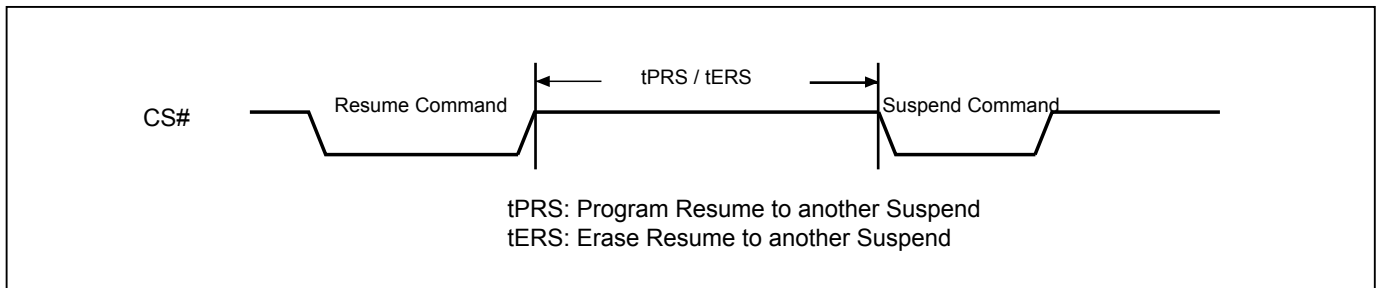 tPRS / tERS
Resume Command
Suspend Command
CS#
tPRS: Program Resume to another Suspend
tERS: Erase Resume to another Suspend